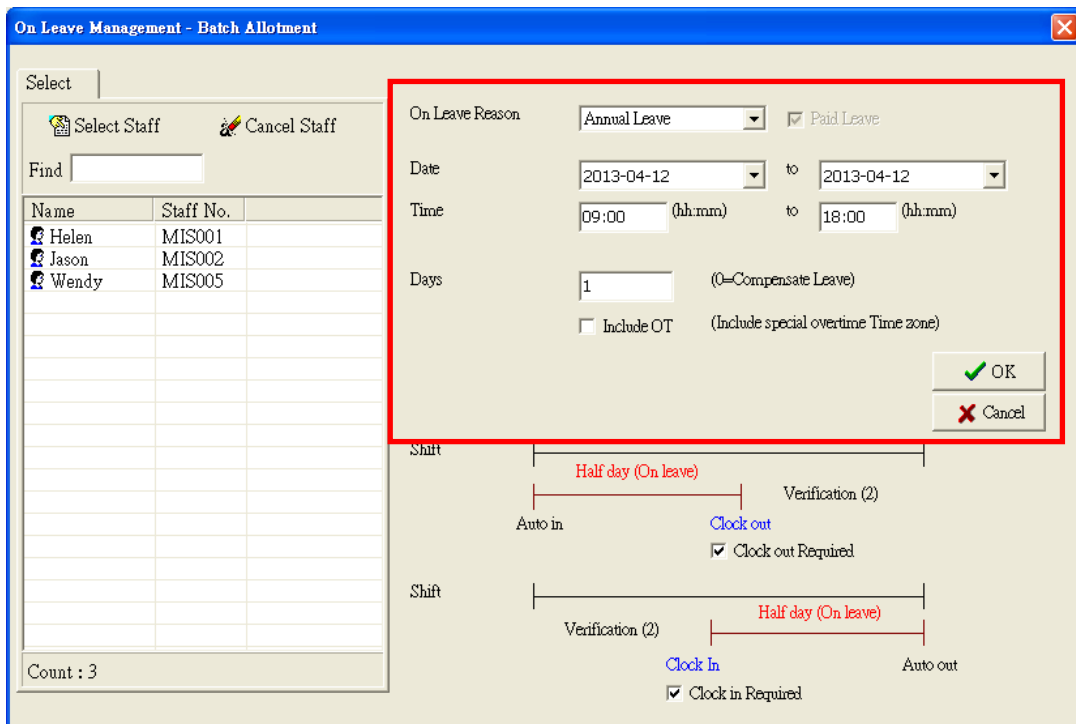 On Leave Management - Batch Allotment
Select
Select Staff Cancel Staff
Find
Name Staff No.
Helen MIS001
Jason MIS002
Wendy MIS005
Count : 3
On Leave Reason Annual Leave Paid Leave
Date 2013-04-12 to 2013-04-12
Time 09:00 (hh:mm) to 18:00 (hh:mm)
Days 1 (0=Compensate Leave)
Include OT (Include special overtime Time zone)
OK
Cancel
Shift
Half day (On leave)
Verification (2)
Auto in Clock out
Clock out Required
Shift
Half day (On leave)
Verification (2)
Clock In Auto out
Clock in Required